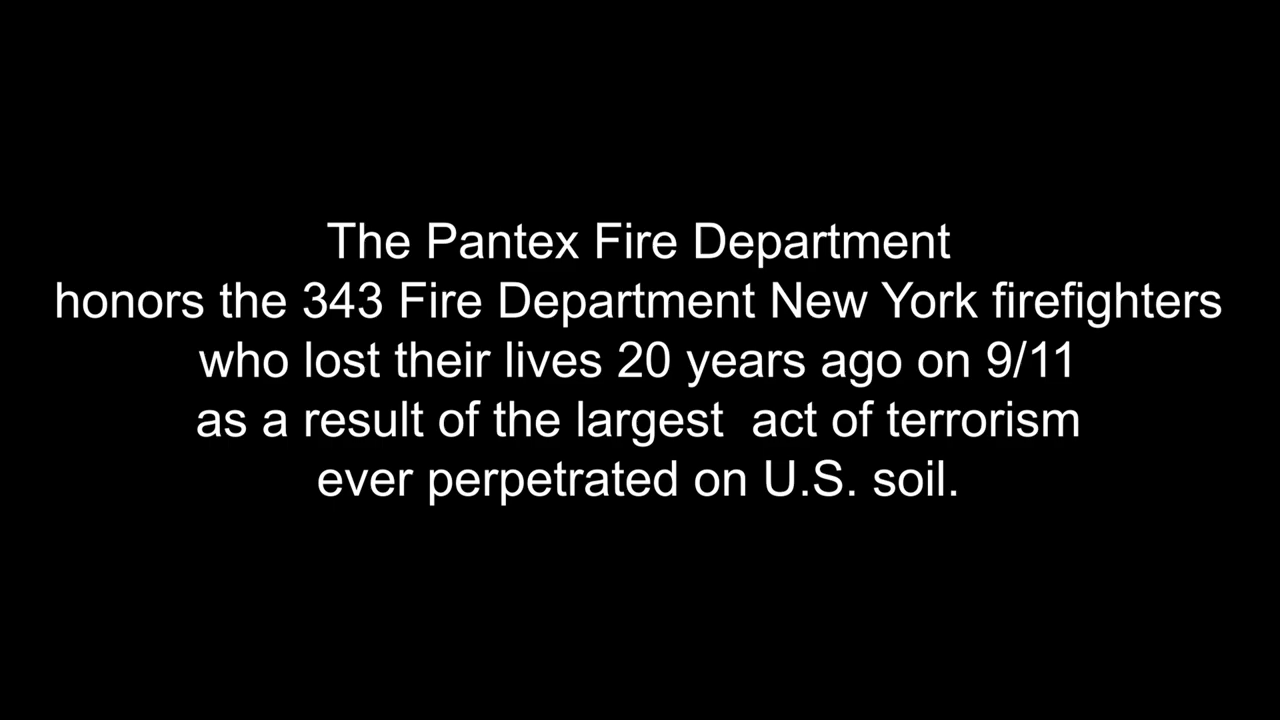 The Pantex Fire Department
honors the 343 Fire Department New York firefighters
who lost their lives 20 years ago on 9/11
as a result of the largest  act of terrorism
ever perpetrated on U.S. soil.